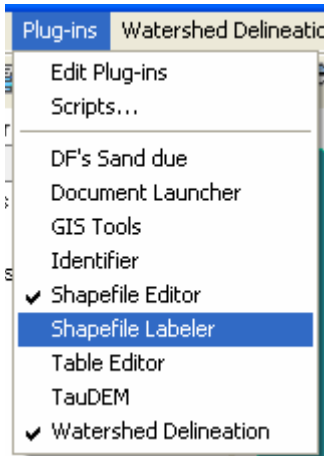 Plug-ins Watershed Delineatio
Edit Plug-ins
Scripts...
DF's Sand due
Document Launcher
GIS Tools
Identifier
Shapefile Editor
Shapefile Labeler
Table Editor
TauDEM
Watershed Delineation